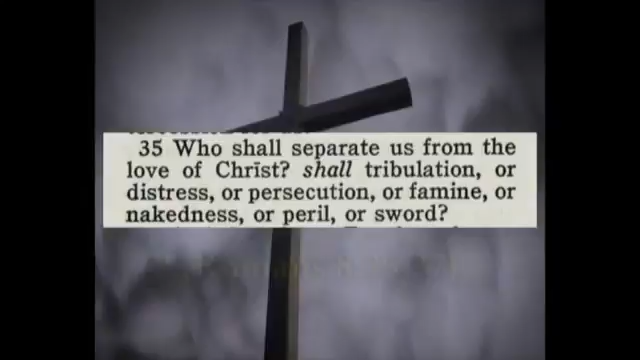 35 Who shall separate us from the
love of Chrīst? shall tribulation, or
distress, or persecution, or famine, or
nakedness, or peril, or sword?